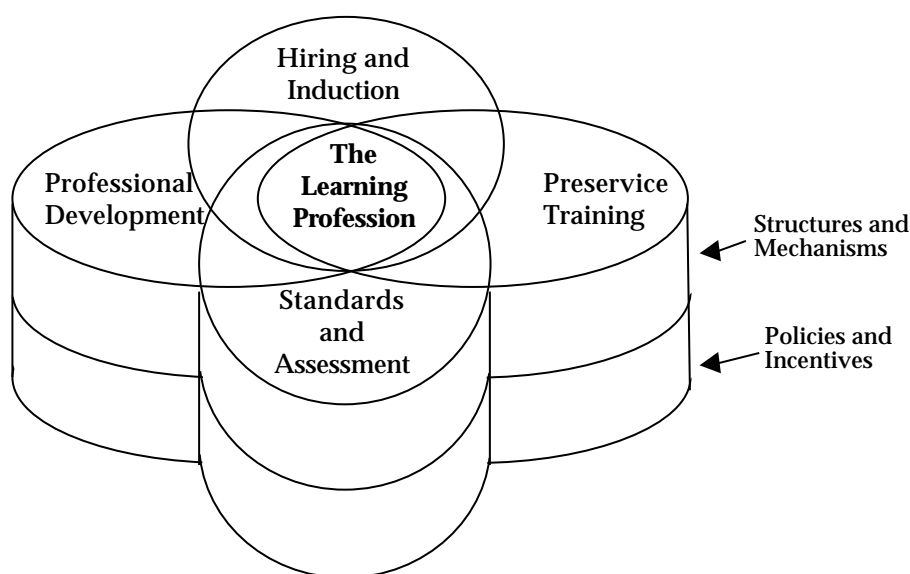 Hiring and
Induction
The
Learning
Profession
Professional
Development
Preservice
Training
Structures and
Mechanisms
Standards
and
Assessment
Policies and
Incentives